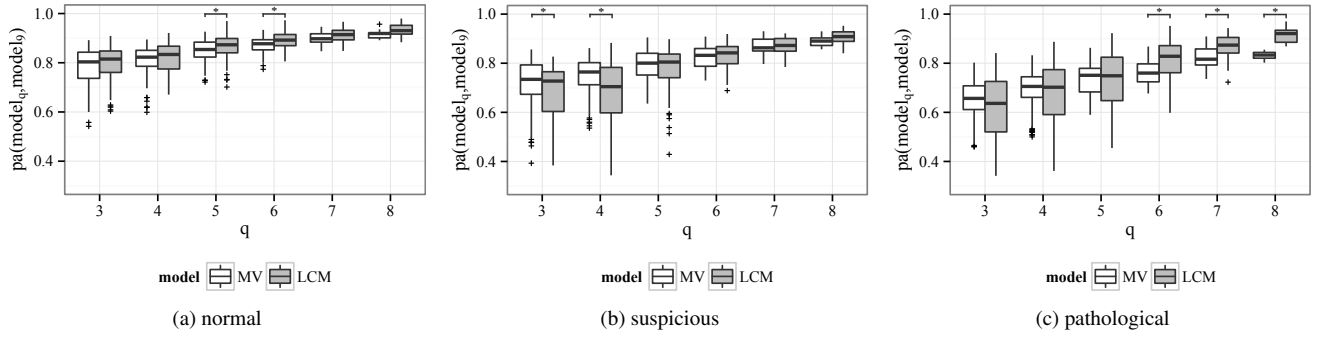 1.0
0.8
0.6
0.4
pa(model_q,model_9)
* *
3 4 5 6 7 8
q
model MV LCM
(a) normal
1.0
0.8
0.6
0.4
pa(model_q,model_9)
* *
3 4 5 6 7 8
q
model MV LCM
(b) suspicious
1.0
0.8
0.6
0.4
pa(model_q,model_9)
* * *
3 4 5 6 7 8
q
model MV LCM
(c) pathological